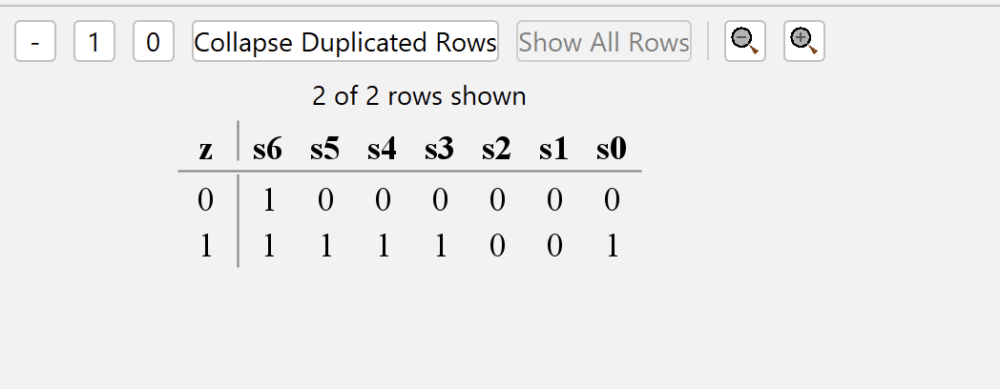 - 1 0 Collapse Duplicated Rows Show All Rows
2 of 2 rows shown
z s6 s5 s4 s3 s2 s1 s0
0 1 0 0 0 0 0 0
1 1 1 1 1 0 0 1